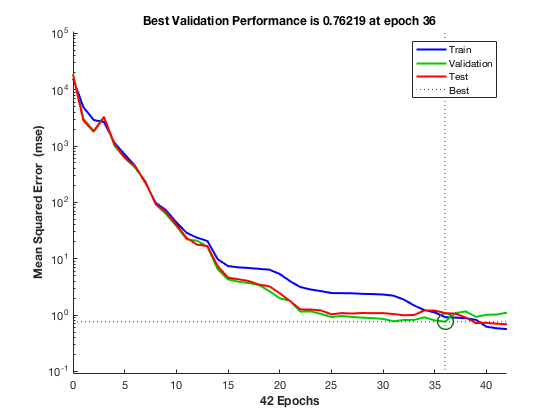 Best Validation Performance is 0.76219 at epoch 36
Mean Squared Error (mse)
10^5
10^4
10^3
10^2
10^1
10^0
10^-1
Train
Validation
Test
Best
0 5 10 15 20 25 30 35 40
42 Epochs